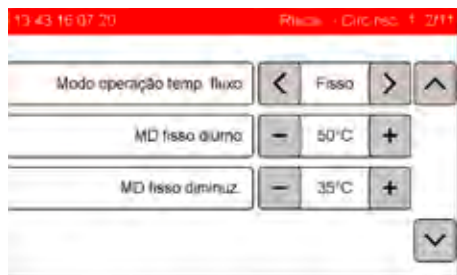 13:43 16.07.20 Risca. - Circ.risc. 1 2/11
Modo operação temp. fluxo < Fisso >
MD fisso diurno - 50°C +
MD fisso diminuz. - 35°C +